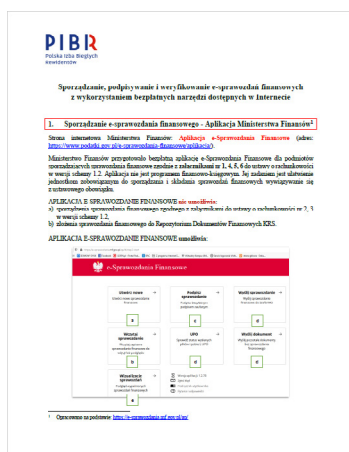 PIBR
Polska Izba Biegłych
Rewidentów
Sporządzanie, podpisywanie i weryfikowanie e-sprawozdań finansowych
z wykorzystaniem bezpłatnych narzędzi dostępnych w Internecie
1. Sporządzanie e-sprawozdania finansowego - Aplikacja Ministerstwa Finansów1
Strona internetowa Ministerstwa Finansów: Aplikacja e-Sprawozdania Finansowe (adres:
https://www.podatki.gov.pl/e-sprawozdania-finansowe/aplikacja/).
Ministerstwo Finansów przygotowało bezpłatną aplikację e-Sprawozdania Finansowe dla podmiotów
sporządzających sprawozdania finansowe zgodnie z załącznikami nr 1, 4, 5, 6 do ustawy o rachunkowości
w wersji schemy 1.2. Aplikacja nie jest programem finansowo-księgowym. Jej zadaniem jest ułatwienie
jednostkom zobowiązanym do sporządzania i składania sprawozdań finansowych wywiązywanie się
z ustawowego obowiązku.
APLIKACJA E-SPRAWOZDANIE FINANSOWE nie umożliwia:
a) sporządzenia sprawozdania finansowego zgodnego z załącznikami do ustawy o rachunkowości nr 2, 3
w wersji schemy 1.2,
b) złożenia sprawozdania finansowego do Repozytorium Dokumentów Finansowych KRS.
APLIKACJA E-SPRAWOZDANIE FINANSOWE umożliwia:
e-Sprawozdania Finansowe
Utwórz nowe
a
Podpisz
sprawozdanie
c
Wyślij sprawozdanie
d
Wczytaj
sprawozdanie
b
UPO
d
Wyślij dokument
d
Wizualizacja
sprawozdań
e
1 Opracowano na podstawie: https://e-sprawozdania.mf.gov.pl/ap/